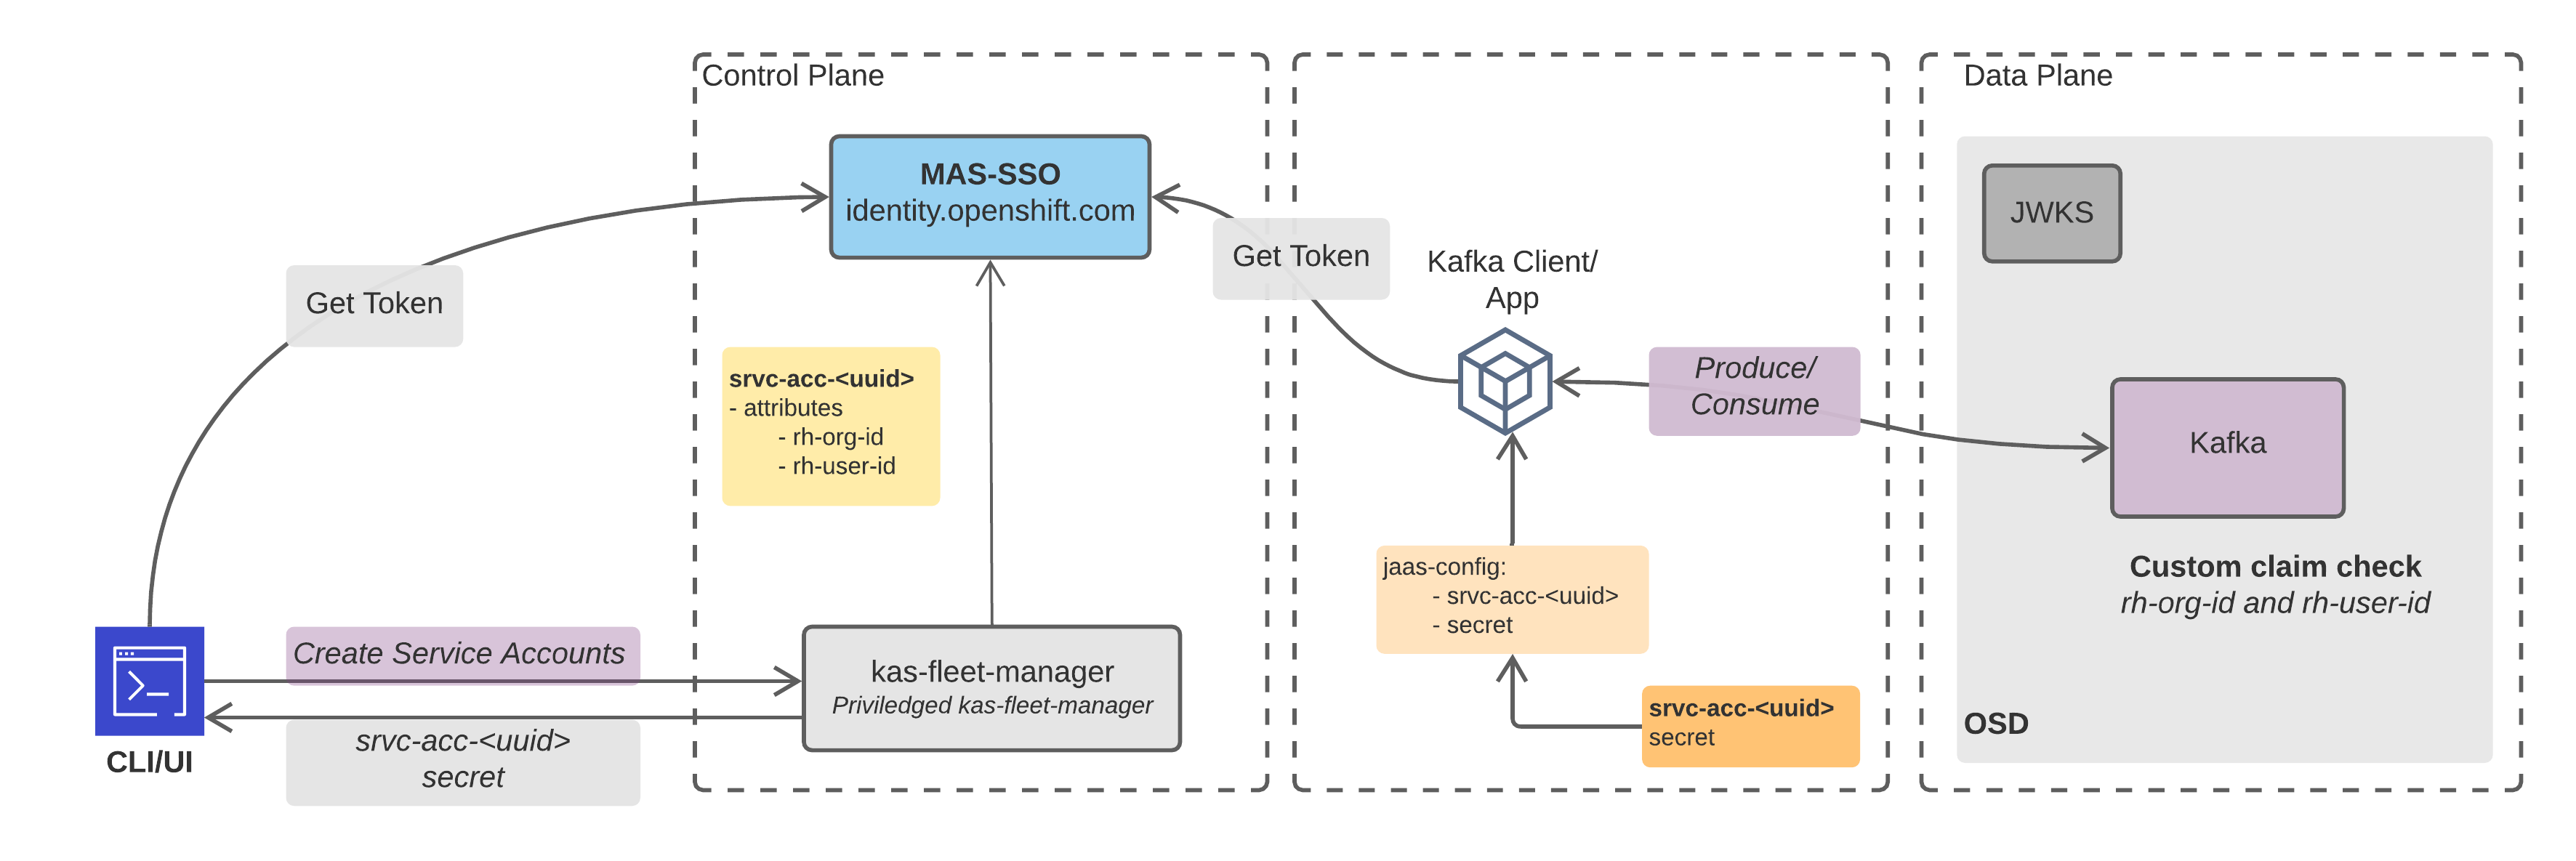 Control Plane
MAS-SSO
identity.openshift.com
Get Token
srvc-acc-<uuid>
- attributes
- rh-org-id
- rh-user-id
CLI/UI
Create Service Accounts
srvc-acc-<uuid>
secret
kas-fleet-manager
Priviledged kas-fleet-manager
Get Token
Kafka Client/
App
Produce/
Consume
jaas-config:
- srvc-acc-<uuid>
- secret
srvc-acc-<uuid>
secret
Data Plane
JWKS
Kafka
Custom claim check
rh-org-id and rh-user-id
OSD